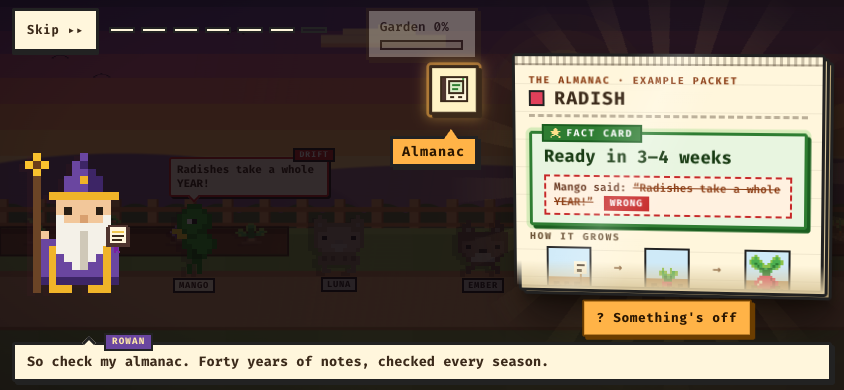 Skip ▸▸
Garden 0%
THE ALMANAC · EXAMPLE PACKET
RADISH
FACT CARD
Ready in 3–4 weeks
Mango said: "Radishes take a whole
YEAR!" WRONG
HOW IT GROWS
→ →
Almanac
DRIFT
Radishes take a whole
YEAR!
MANGO
LUNA
EMBER
? Something's off
ROWAN
So check my almanac. Forty years of notes, checked every season.